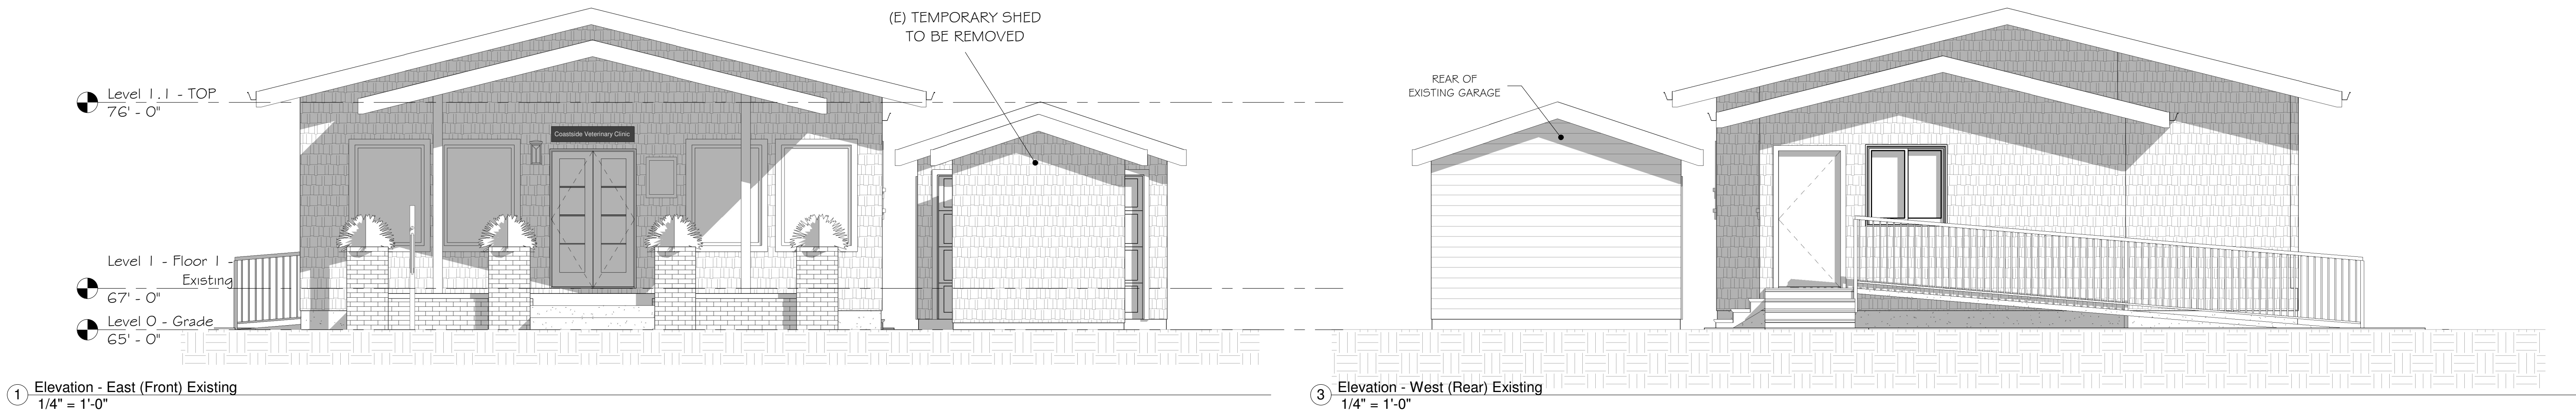 (E) TEMPORARY SHED
TO BE REMOVED
REAR OF
EXISTING GARAGE
Level 1.1 - TOP
76' - 0"
Coastside Veterinary Clinic
Level 1 - Floor 1 -
Existing
67' - 0"
Level 0 - Grade
65' - 0"
1
Elevation - East (Front) Existing
1/4" = 1'-0"
3
Elevation - West (Rear) Existing
1/4" = 1'-0"